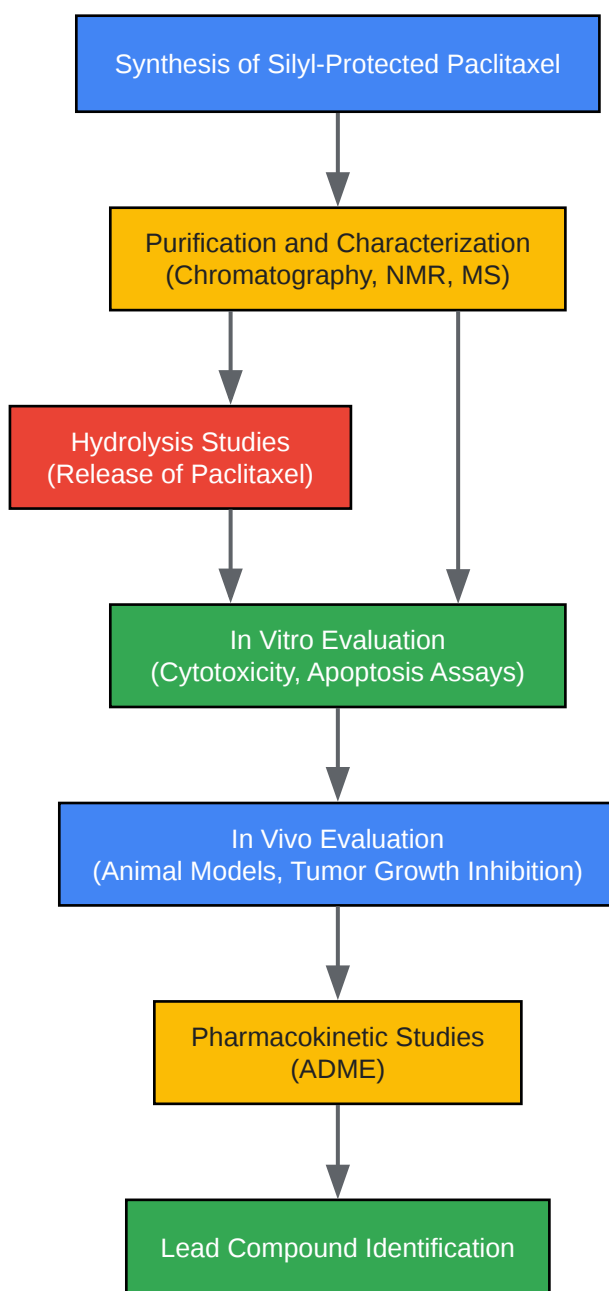 Synthesis of Silyl-Protected Paclitaxel
Purification and Characterization
(Chromatography, NMR, MS)
Hydrolysis Studies
(Release of Paclitaxel)
In Vitro Evaluation
(Cytotoxicity, Apoptosis Assays)
In Vivo Evaluation
(Animal Models, Tumor Growth Inhibition)
Pharmacokinetic Studies
(ADME)
Lead Compound Identification